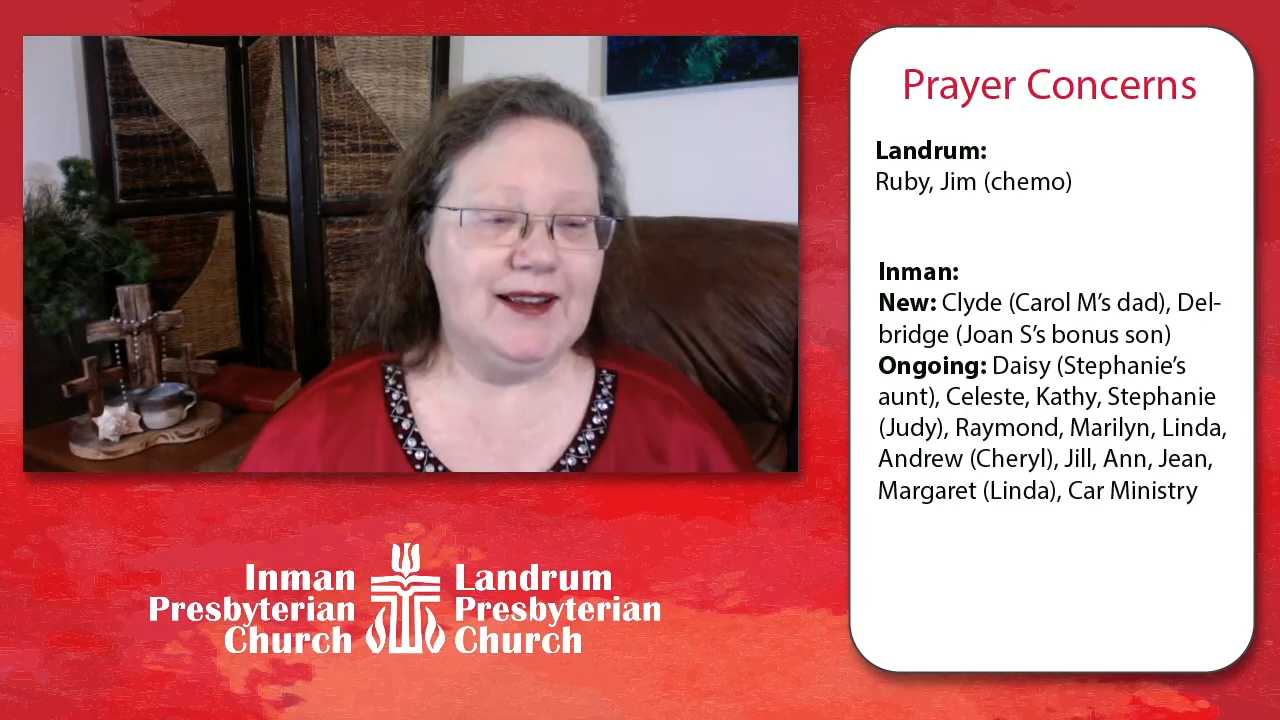 Prayer Concerns
Landrum:
Ruby, Jim (chemo)
Inman:
New: Clyde (Carol M's dad), Del-
bridge (Joan S's bonus son)
Ongoing: Daisy (Stephanie's
aunt), Celeste, Kathy, Stephanie
(Judy), Raymond, Marilyn, Linda,
Andrew (Cheryl), Jill, Ann, Jean,
Margaret (Linda), Car Ministry
Inman
Presbyterian
Church
Landrum
Presbyterian
Church